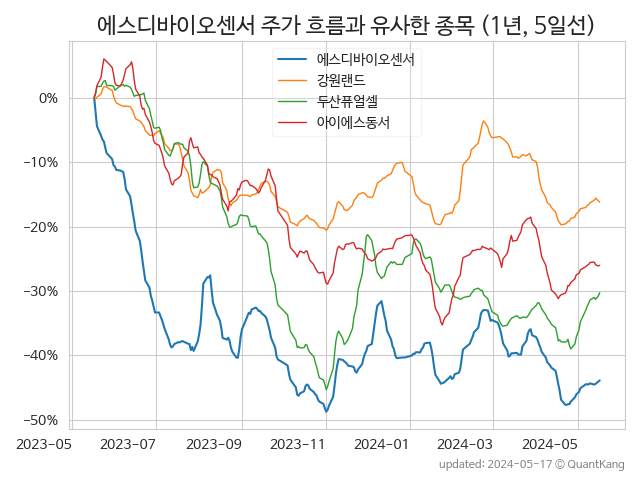 에스디바이오센서 주가 흐름과 유사한 종목 (1년, 5일선)
에스디바이오센서
강원랜드
두산퓨얼셀
아이에스동서
0%
−10%
−20%
−30%
−40%
−50%
2023-05 2023-07 2023-09 2023-11 2024-01 2024-03 2024-05
updated: 2024-05-17 © QuantKang